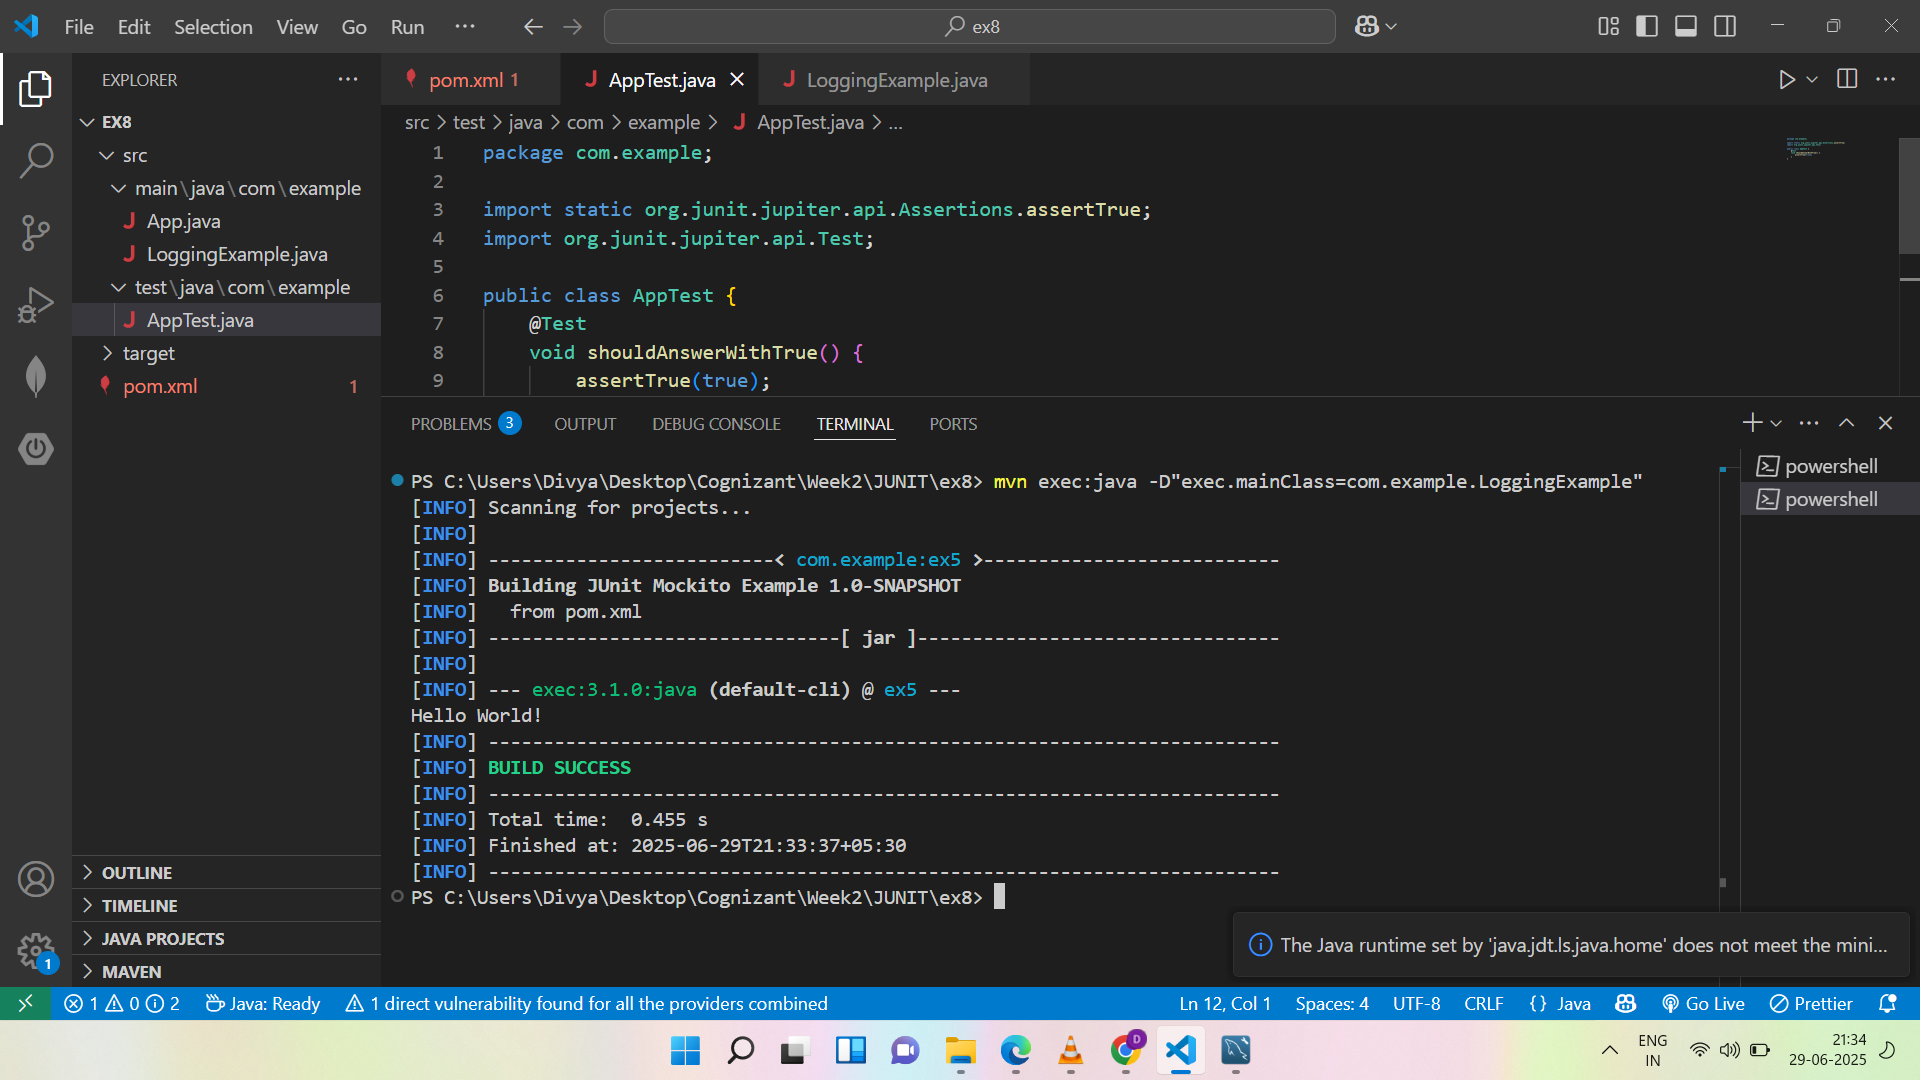 File Edit Selection View Go Run ··· ex8
EXPLORER ···
EX8
src
main\java\com\example
App.java
LoggingExample.java
test\java\com\example
AppTest.java
target
pom.xml 1
OUTLINE
TIMELINE
JAVA PROJECTS
MAVEN
1
pom.xml 1 AppTest.java LoggingExample.java
src > test > java > com > example > AppTest.java > ...
1 package com.example;
2
3 import static org.junit.jupiter.api.Assertions.assertTrue;
4 import org.junit.jupiter.api.Test;
5
6 public class AppTest {
7 @Test
8 void shouldAnswerWithTrue() {
9 assertTrue(true);
PROBLEMS 3 OUTPUT DEBUG CONSOLE TERMINAL PORTS
powershell
powershell
PS C:\Users\Divya\Desktop\Cognizant\Week2\JUNIT\ex8> mvn exec:java -D"exec.mainClass=com.example.LoggingExample"
[INFO] Scanning for projects...
[INFO]
[INFO] --------------------------< com.example:ex5 >---------------------------
[INFO] Building JUnit Mockito Example 1.0-SNAPSHOT
[INFO] from pom.xml
[INFO] --------------------------------[ jar ]---------------------------------
[INFO]
[INFO] --- exec:3.1.0:java (default-cli) @ ex5 ---
Hello World!
[INFO] ------------------------------------------------------------------------
[INFO] BUILD SUCCESS
[INFO] ------------------------------------------------------------------------
[INFO] Total time:  0.455 s
[INFO] Finished at: 2025-06-29T21:33:37+05:30
[INFO] ------------------------------------------------------------------------
PS C:\Users\Divya\Desktop\Cognizant\Week2\JUNIT\ex8>
The Java runtime set by 'java.jdt.ls.java.home' does not meet the mini...
1 0 2 Java: Ready 1 direct vulnerability found for all the providers combined Ln 12, Col 1 Spaces: 4 UTF-8 CRLF {} Java Go Live Prettier
D
ENG
IN
21:34
29-06-2025